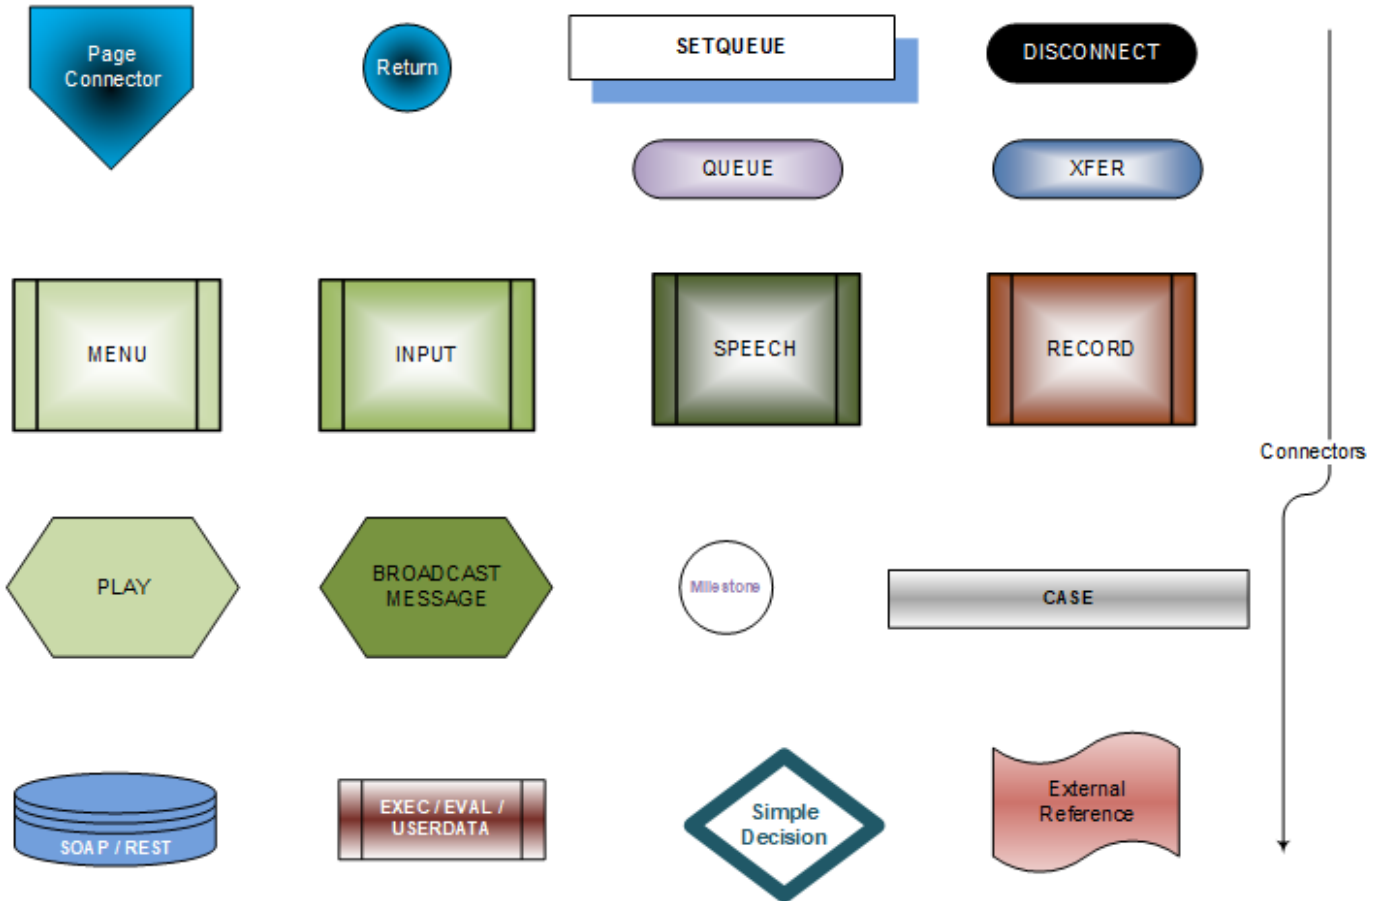 Page
Connector
Return
SETQUEUE
DISCONNECT
QUEUE
XFER
MENU
INPUT
SPEECH
RECORD
Connectors
PLAY
BROADCAST
MESSAGE
Milestone
CASE
SOAP / REST
EXEC / EVAL /
USERDATA
Simple
Decision
External
Reference